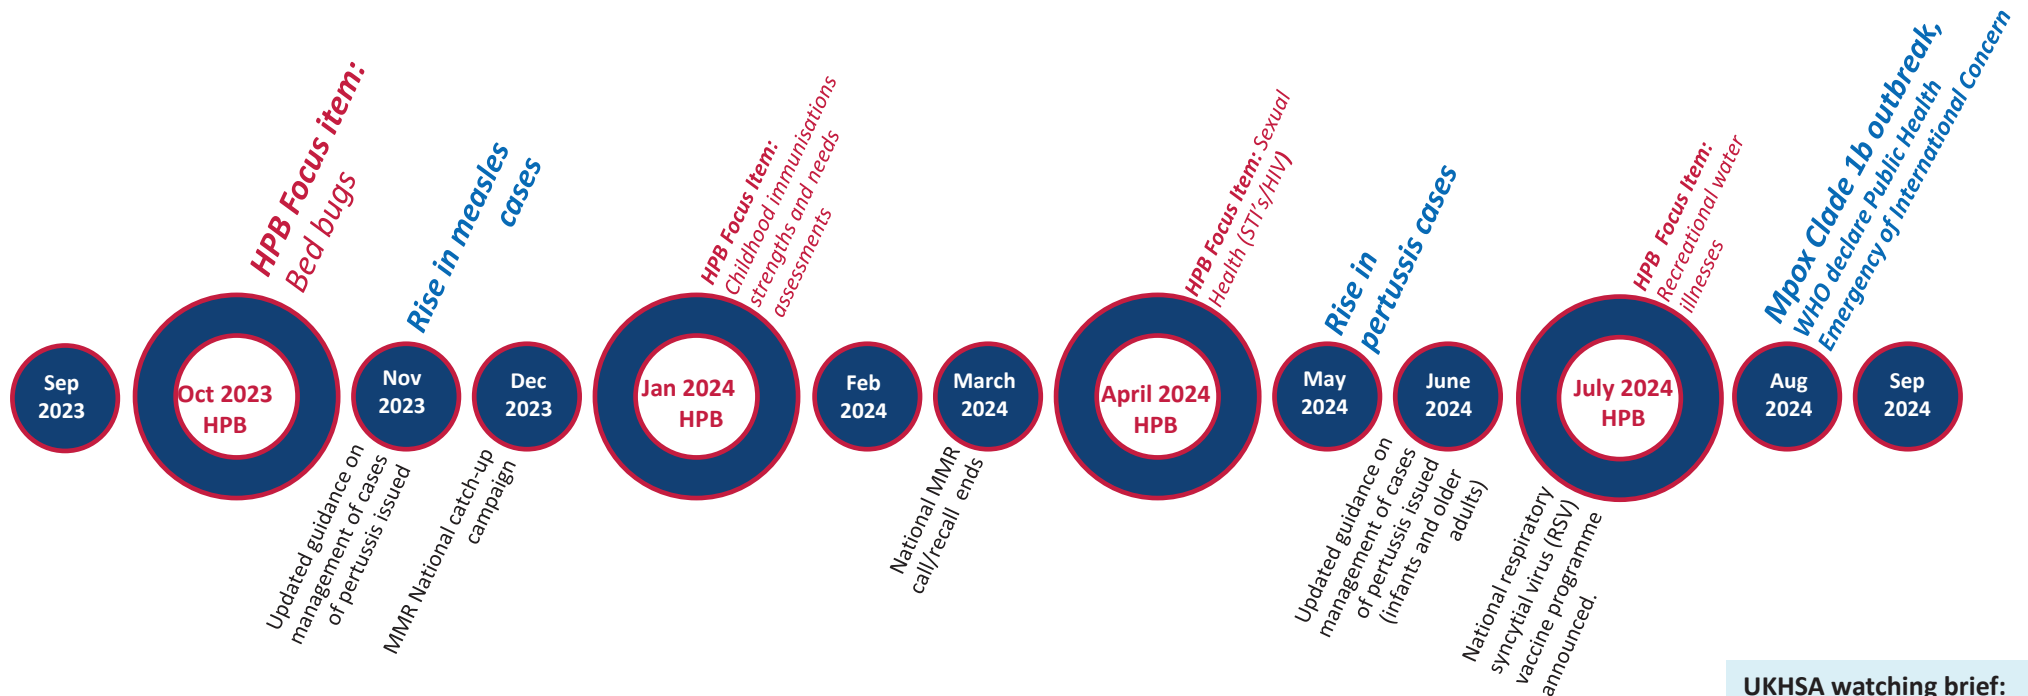 HPB Focus item:
Bed bugs
Rise in measles
cases
HPB Focus Item:
Childhood immunisations
strengths and needs
assessments
HPB Focus Item: Sexual
Health (STI's/HIV)
Rise in
pertussis cases
HPB Focus Item:
Recreational water
illnesses
Mpox Clade 1b outbreak,
WHO declare Public Health
Emergency of International Concern
Sep
2023
Oct 2023
HPB
Nov
2023
Dec
2023
Jan 2024
HPB
Feb
2024
March
2024
April 2024
HPB
May
2024
June
2024
July 2024
HPB
Aug
2024
Sep
2024
Updated guidance on
management of cases
of pertussis issued
MMR National catch-up
campaign
National MMR
call/recall ends
Updated guidance on
management of cases
of pertussis issued
(infants and older
adults)
National respiratory
syncytial virus (RSV)
vaccine programme
announced.
UKHSA watching brief: